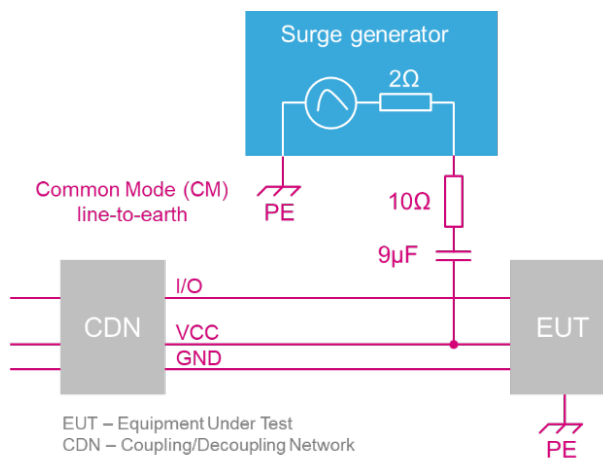 Surge generator
2Ω
Common Mode (CM)
line-to-earth
PE
10Ω
9µF
I/O
CDN
VCC
EUT
GND
EUT – Equipment Under Test
CDN – Coupling/Decoupling Network
PE